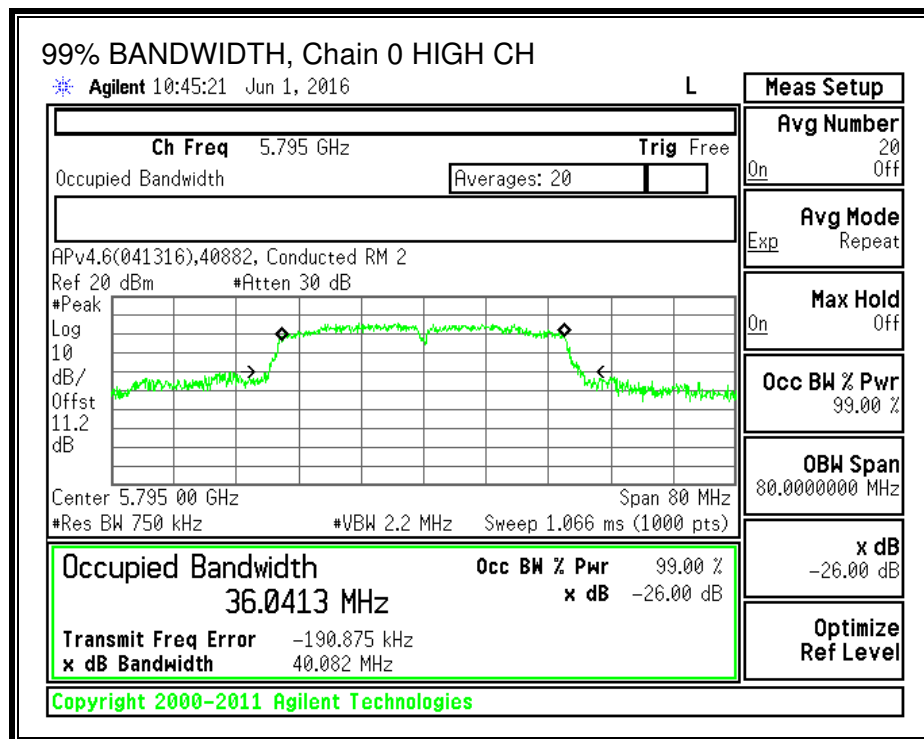 99% BANDWIDTH, Chain 0 HIGH CH
Agilent 10:45:21 Jun 1, 2016 L
Ch Freq 5.795 GHz Trig Free
Occupied Bandwidth Averages: 20
APv4.6(041316),40882, Conducted RM 2
Ref 20 dBm #Atten 30 dB
#Peak
Log
10
dB/
Offst
11.2
dB
Center 5.795 00 GHz Span 80 MHz
#Res BW 750 kHz #VBW 2.2 MHz Sweep 1.066 ms (1000 pts)
Occupied Bandwidth Occ BW % Pwr 99.00 %
36.0413 MHz x dB -26.00 dB
Transmit Freq Error -190.875 kHz
x dB Bandwidth 40.082 MHz
Copyright 2000-2011 Agilent Technologies
Meas Setup
Avg Number
20
On Off
Avg Mode
Exp Repeat
Max Hold
On Off
Occ BW % Pwr
99.00 %
OBW Span
80.0000000 MHz
x dB
-26.00 dB
Optimize
Ref Level